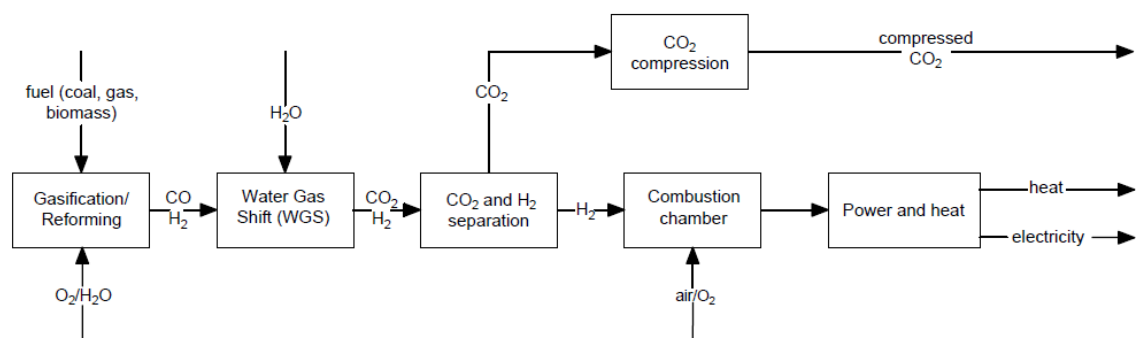 CO₂
compression
compressed
CO₂
fuel (coal, gas,
biomass)
H₂O
CO₂
Gasification/
Reforming
CO
H₂
Water Gas
Shift (WGS)
CO₂
H₂
CO₂ and H₂
separation
H₂
Combustion
chamber
Power and heat
heat
electricity
O₂/H₂O
air/O₂